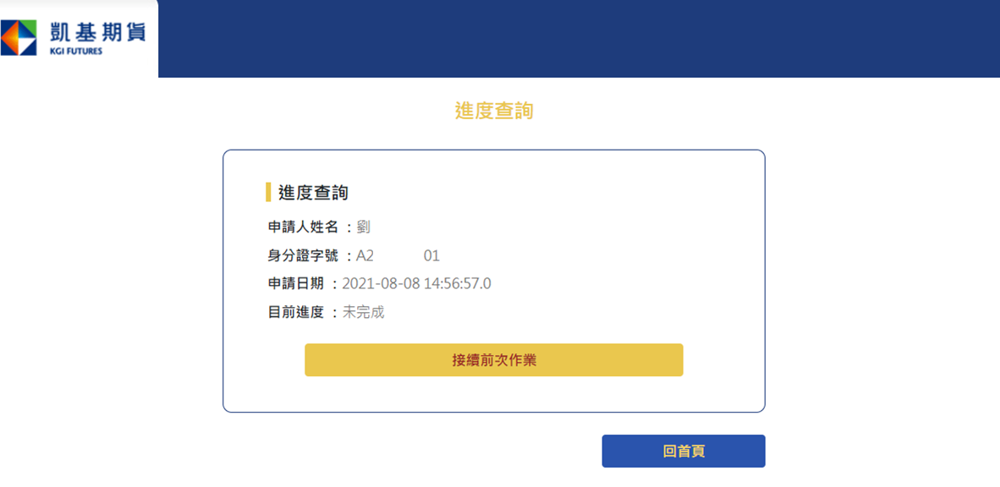 凱基期貨
KGI FUTURES
進度查詢
進度查詢
申請人姓名 ：劉
身分證字號 ：A2 01
申請日期 ：2021-08-08 14:56:57.0
目前進度 ：未完成
接續前次作業
回首頁